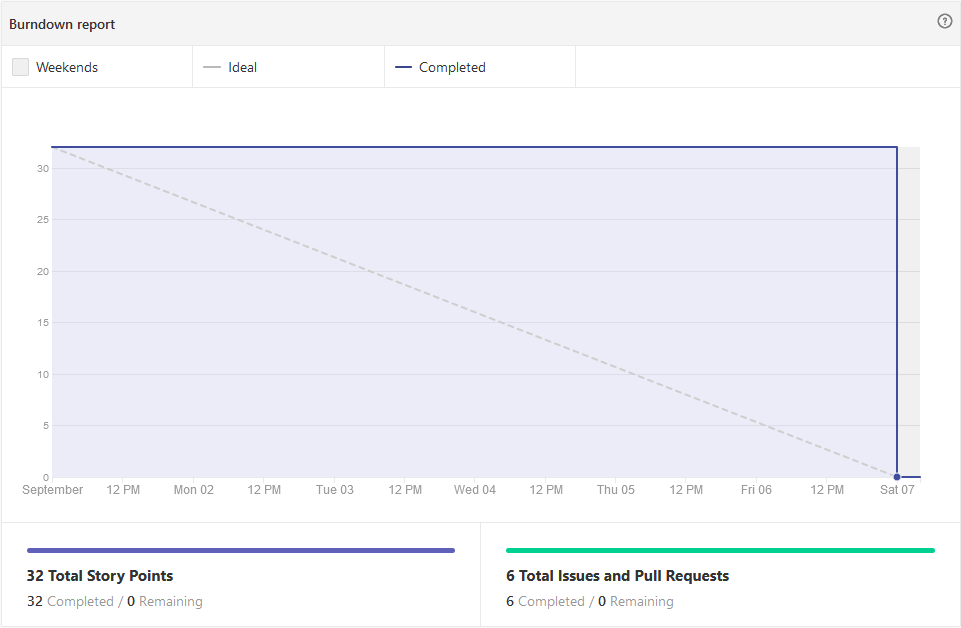 Burndown report
?
Weekends
Ideal
Completed
30
25
20
15
10
5
0
September 12 PM Mon 02 12 PM Tue 03 12 PM Wed 04 12 PM Thu 05 12 PM Fri 06 12 PM Sat 07
32 Total Story Points
32 Completed / 0 Remaining
6 Total Issues and Pull Requests
6 Completed / 0 Remaining